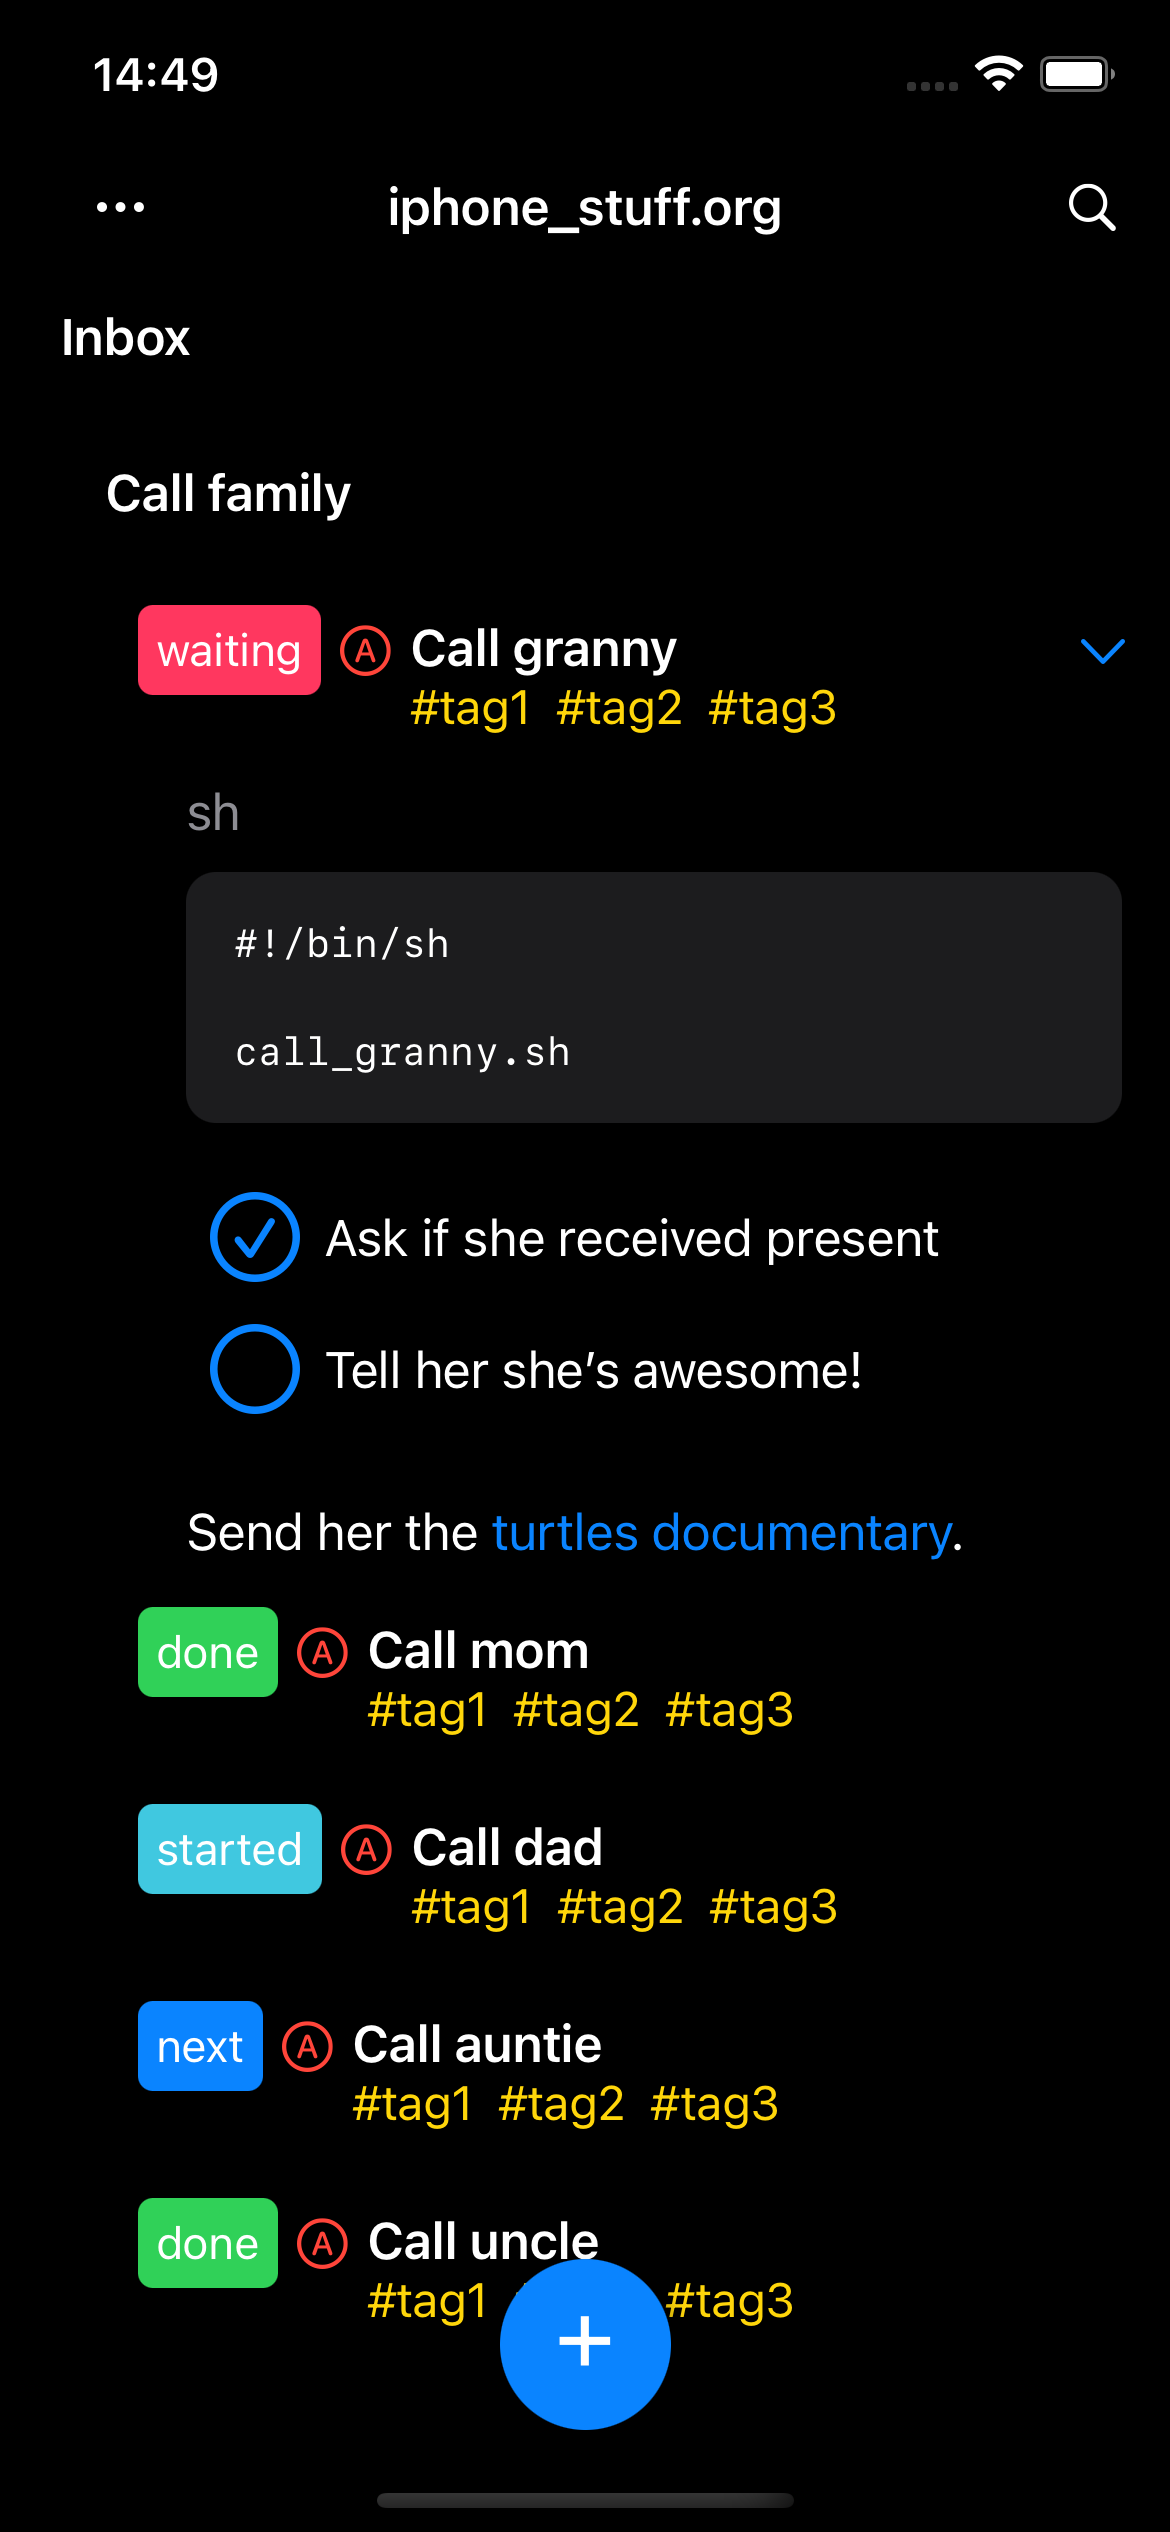 14:49
iphone_stuff.org
Inbox
Call family
waiting A Call granny
#tag1 #tag2 #tag3
sh
#!/bin/sh
call_granny.sh
Ask if she received present
Tell her she’s awesome!
Send her the turtles documentary.
done A Call mom
#tag1 #tag2 #tag3
started A Call dad
#tag1 #tag2 #tag3
next A Call auntie
#tag1 #tag2 #tag3
done A Call uncle
#tag1 #tag3